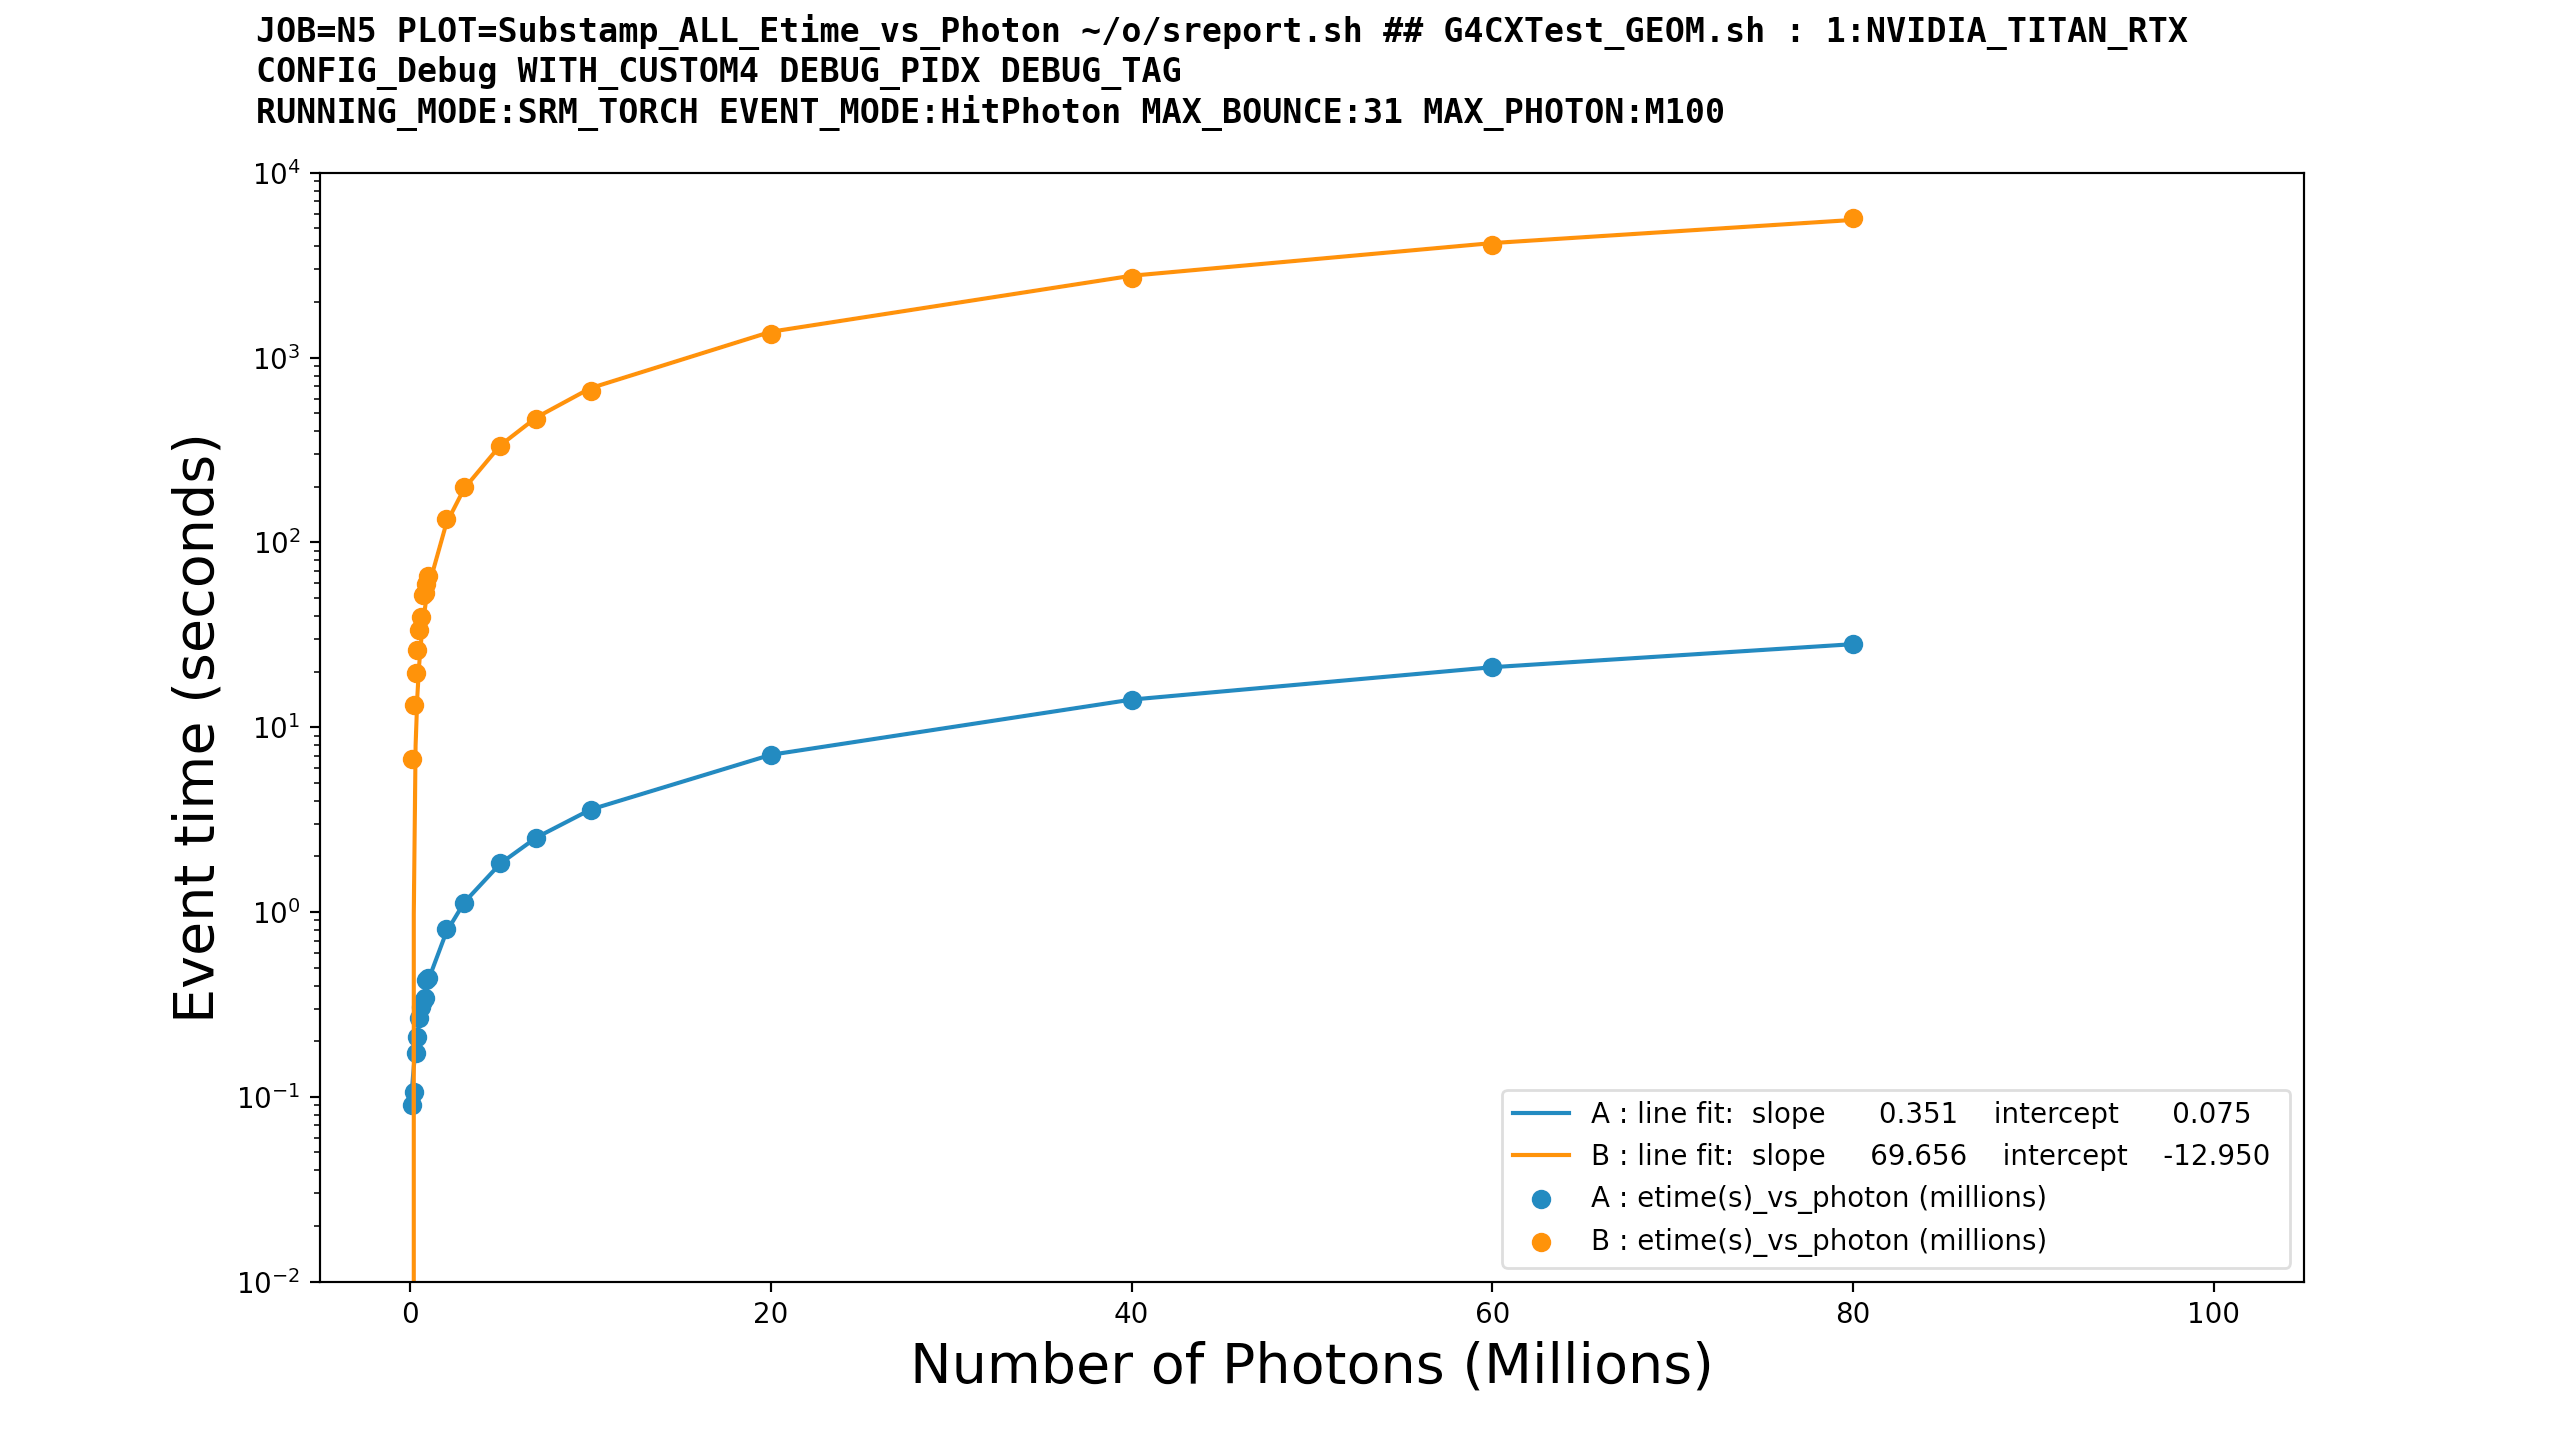 JOB=N5 PLOT=Substamp_ALL_Etime_vs_Photon ~/o/sreport.sh ## G4CXTest_GEOM.sh : 1:NVIDIA_TITAN_RTX
CONFIG_Debug WITH_CUSTOM4 DEBUG_PIDX DEBUG_TAG
RUNNING_MODE:SRM_TORCH EVENT_MODE:HitPhoton MAX_BOUNCE:31 MAX_PHOTON:M100
Event time (seconds)
10⁴
10³
10²
10¹
10⁰
10⁻¹
10⁻²
A : line fit: slope 0.351 intercept 0.075
B : line fit: slope 69.656 intercept -12.950
A : etime(s)_vs_photon (millions)
B : etime(s)_vs_photon (millions)
0 20 40 60 80 100
Number of Photons (Millions)